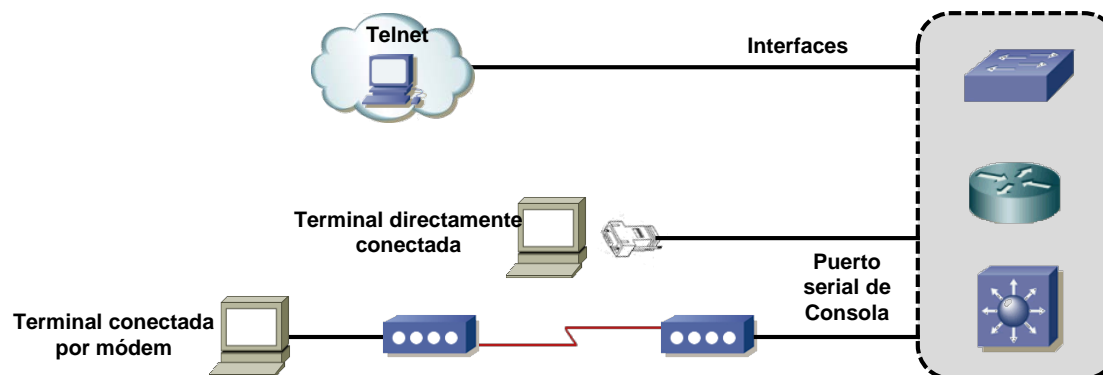 Telnet
Interfaces
Terminal directamente
conectada
Puerto
serial de
Consola
Terminal conectada
por módem